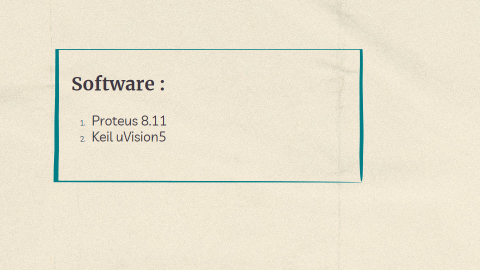 Software :
1. Proteus 8.11
2. Keil uVision5